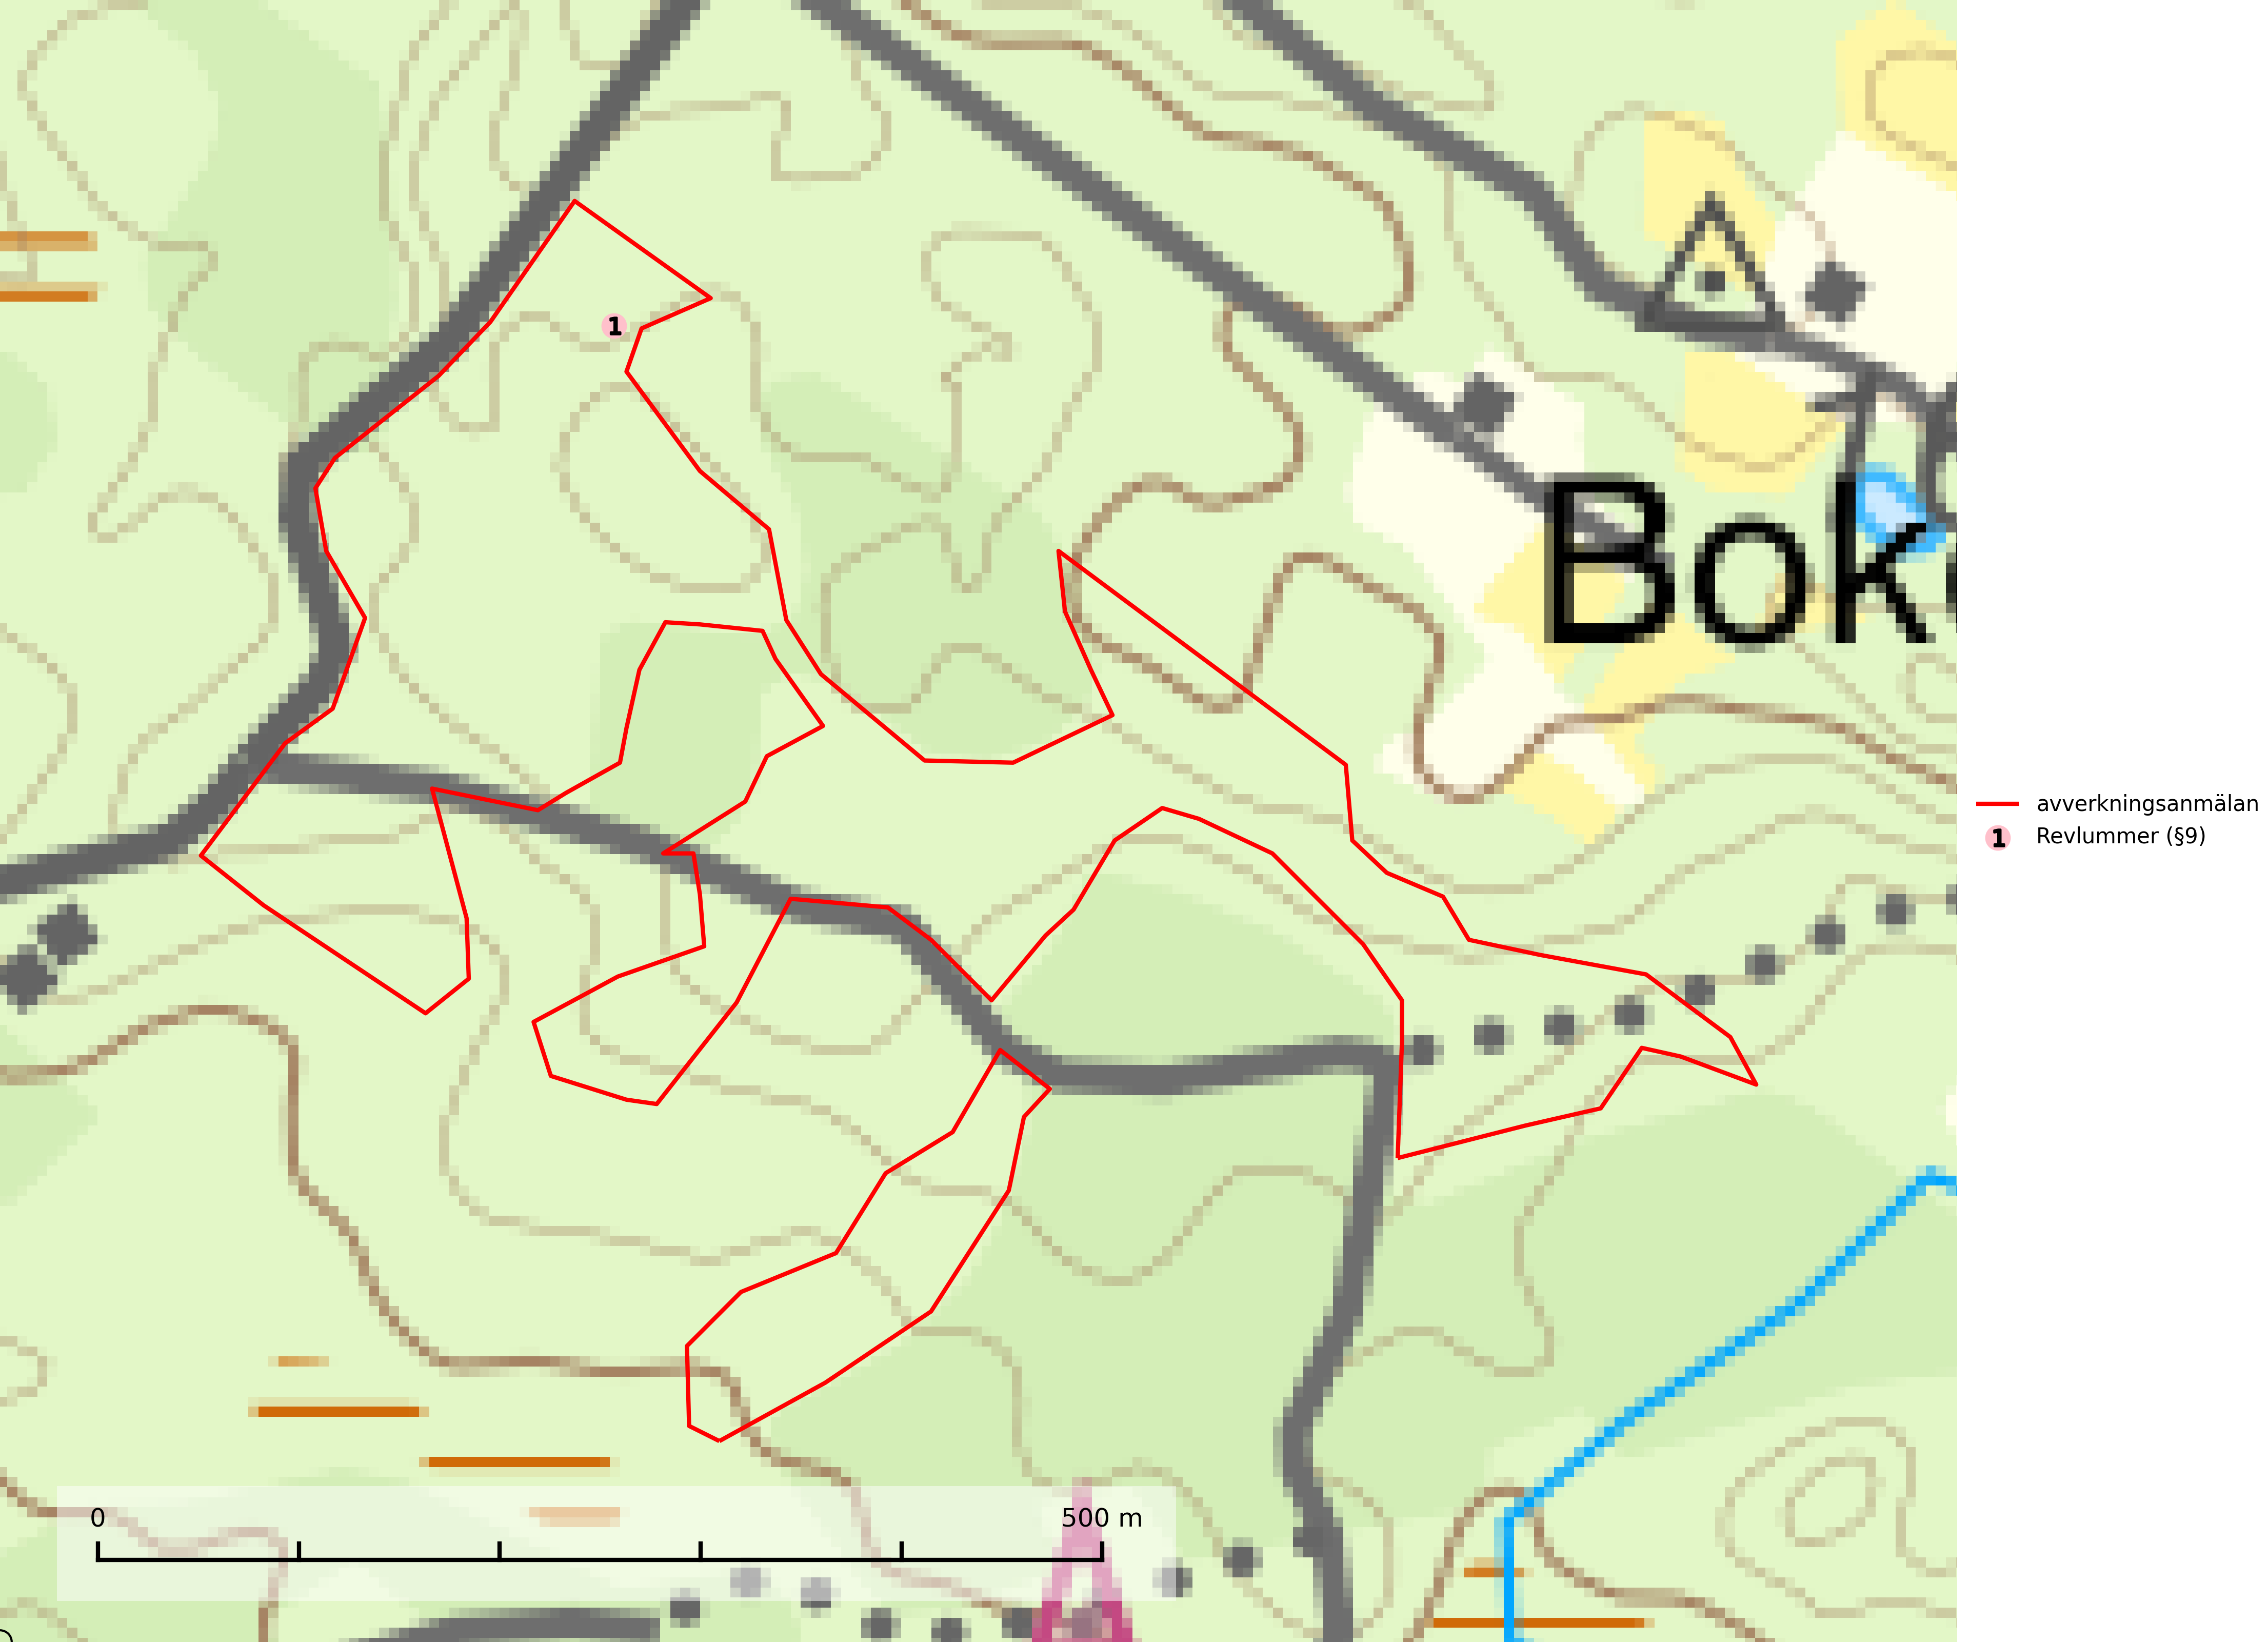 1
Bok
avverkningsanmälan
1 Revlummer (§9)
0 500 m